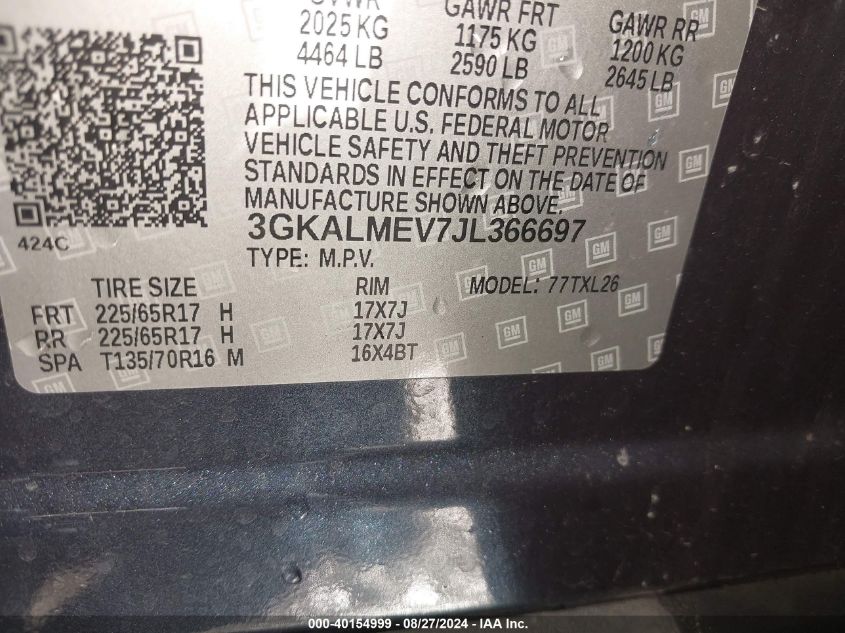 GVWR GAWR FRT GAWR RR
2025 KG 1175 KG 1200 KG
4464 LB 2590 LB 2645 LB
THIS VEHICLE CONFORMS TO ALL
APPLICABLE U.S. FEDERAL MOTOR
VEHICLE SAFETY AND THEFT PREVENTION
STANDARDS IN EFFECT ON THE DATE OF
MANUFACTURE SHOWN ABOVE.
3GKALMEV7JL366697
424C
TYPE: M.P.V.
TIRE SIZE RIM MODEL: 77TXL26
FRT 225/65R17 H 17X7J
RR 225/65R17 H 17X7J
SPA T135/70R16 M 16X4BT
GM
000-40154999 - 08/27/2024 - IAA Inc.